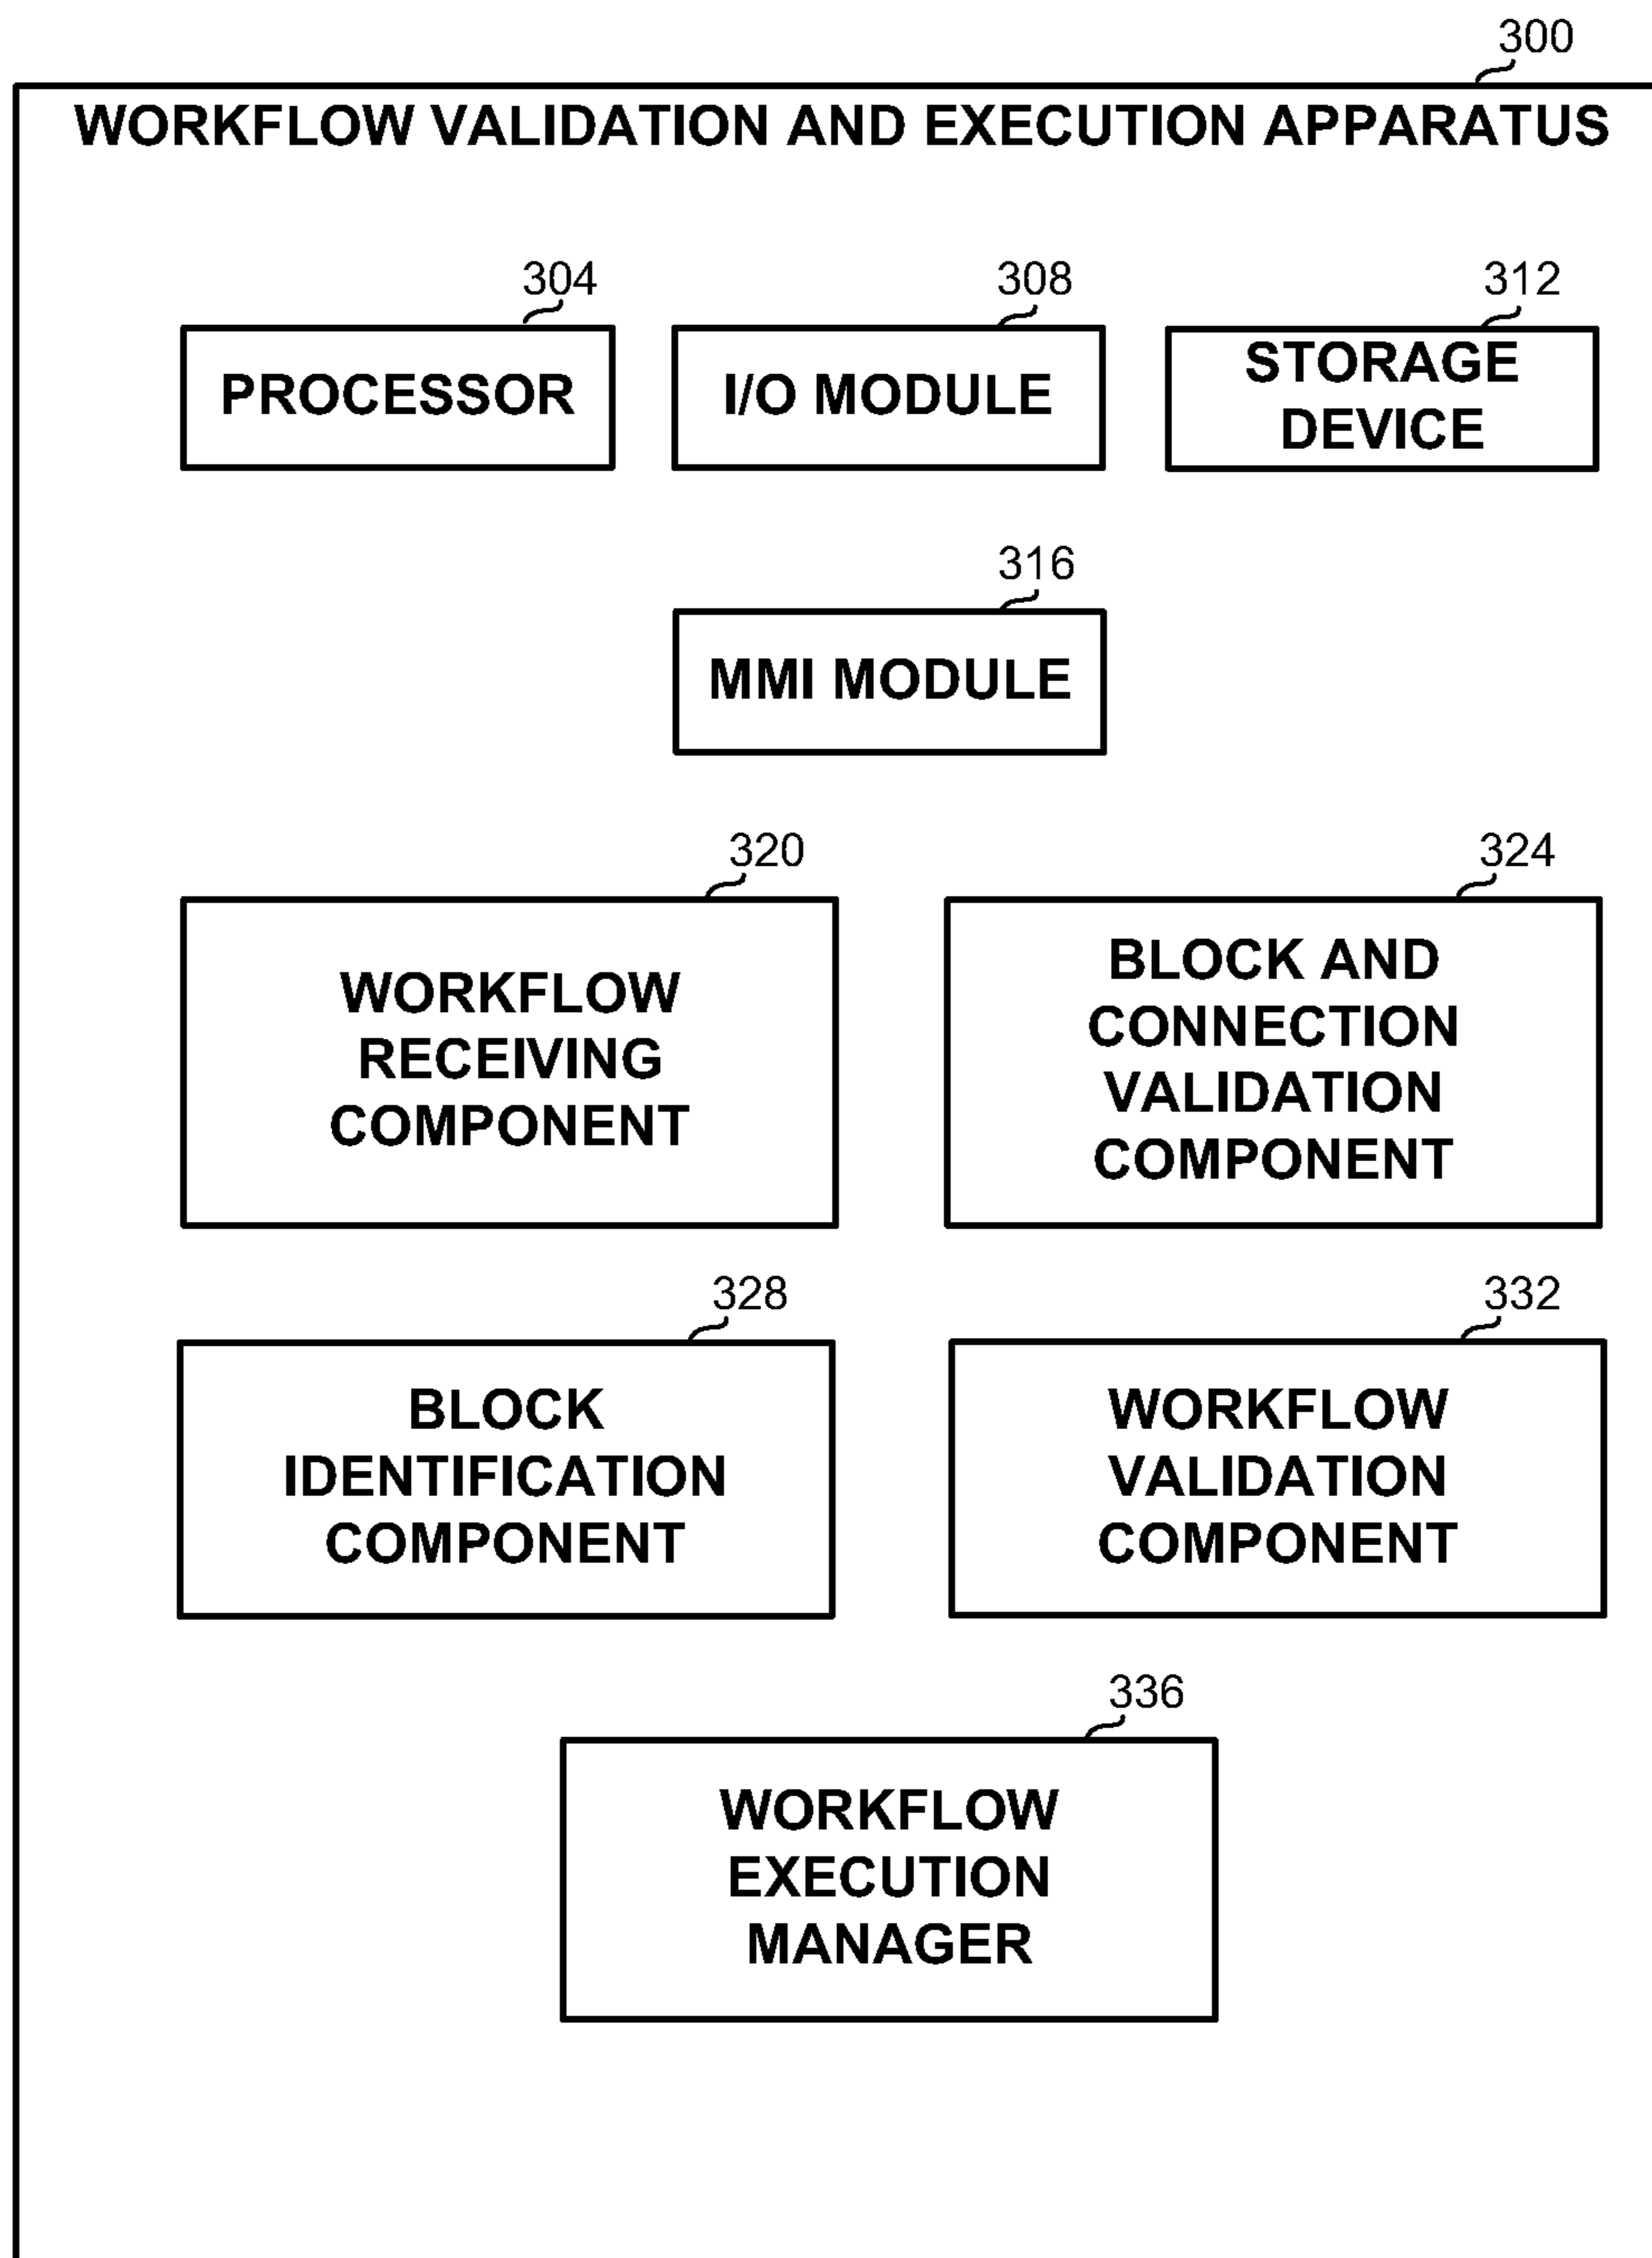 300
WORKFLOW VALIDATION AND EXECUTION APPARATUS
304
PROCESSOR
308
I/O MODULE
312
STORAGE
DEVICE
316
MMI MODULE
320
WORKFLOW
RECEIVING
COMPONENT
324
BLOCK AND
CONNECTION
VALIDATION
COMPONENT
328
BLOCK
IDENTIFICATION
COMPONENT
332
WORKFLOW
VALIDATION
COMPONENT
336
WORKFLOW
EXECUTION
MANAGER